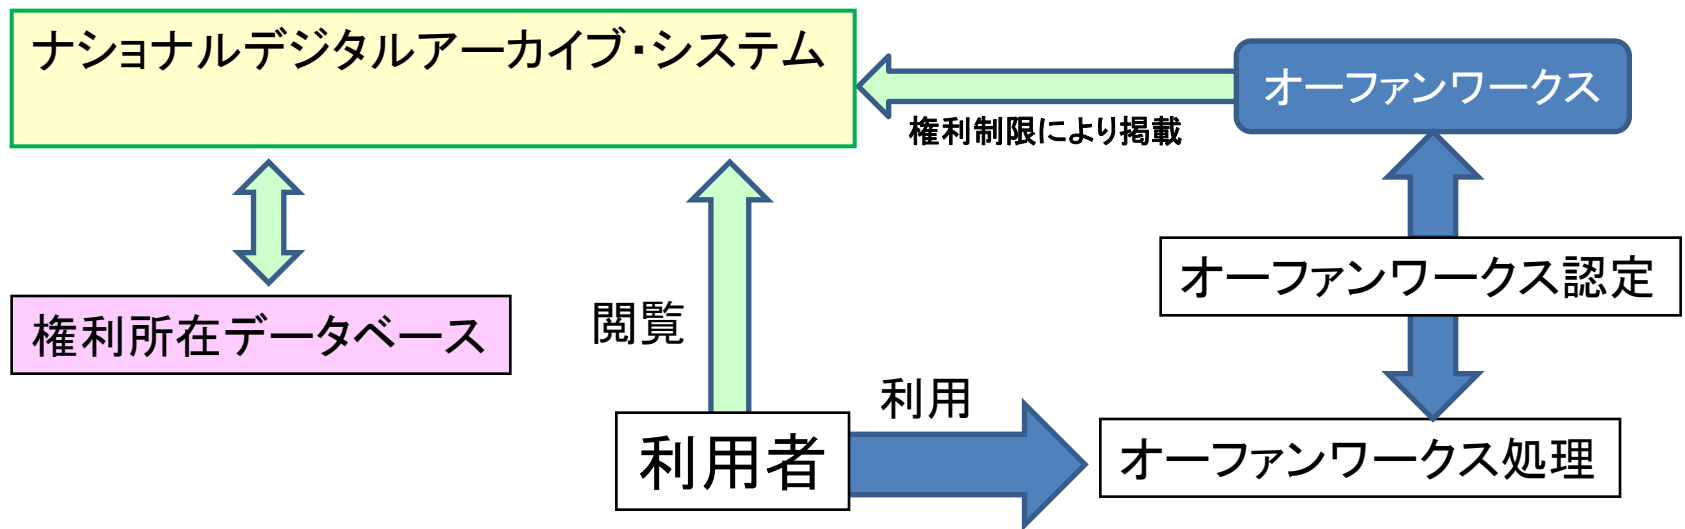 ナショナルデジタルアーカイブ・システム
オーファンワークス
権利制限により掲載
オーファンワークス認定
権利所在データベース
閲覧
利用
利用者
オーファンワークス処理